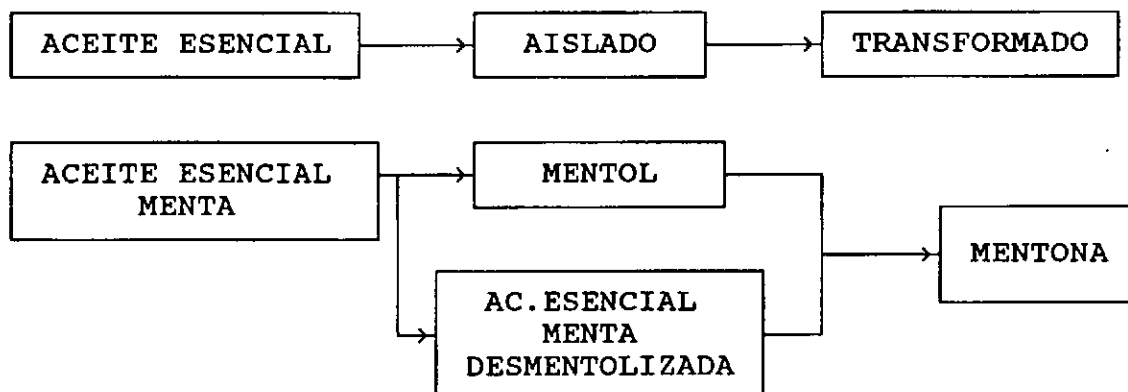 ACEITE ESENCIAL
AISLADO
TRANSFORMADO
ACEITE ESENCIAL
MENTA
MENTOL
MENTONA
AC.ESENCIAL
MENTA
DESMENTOLIZADA